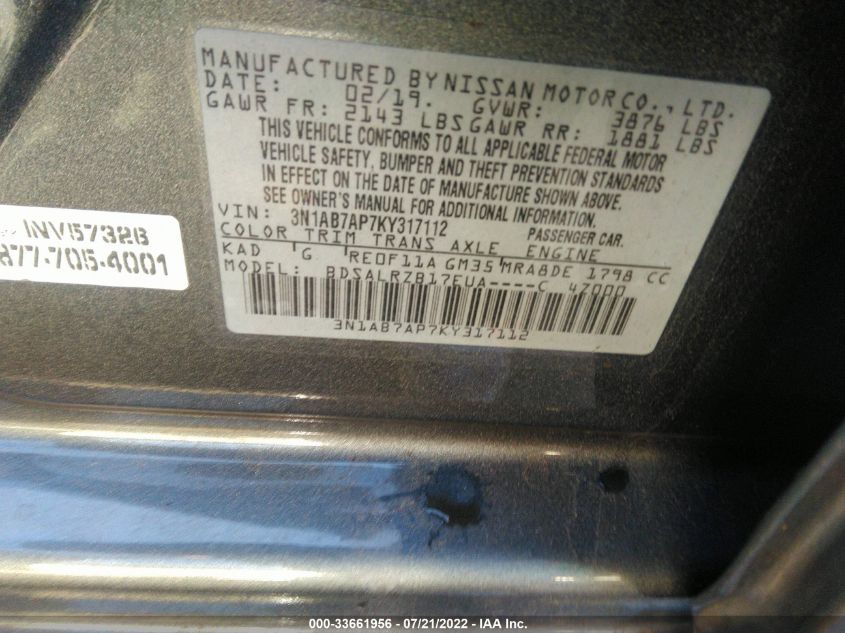 MANUFACTURED BY NISSAN MOTOR CO., LTD.
DATE: 02/19. GVWR: 3876 LBS
GAWR FR: 2143 LBS GAWR RR: 1881 LBS
THIS VEHICLE CONFORMS TO ALL APPLICABLE FEDERAL MOTOR
VEHICLE SAFETY, BUMPER AND THEFT PREVENTION STANDARDS
IN EFFECT ON THE DATE OF MANUFACTURE SHOWN ABOVE.
SEE OWNER'S MANUAL FOR ADDITIONAL INFORMATION.
VIN: 3N1AB7AP7KY317112 PASSENGER CAR.
COLOR TRIM TRANS AXLE ENGINE
KAD G RE0F11A GM35 MRA8DE 1798 CC
MODEL: BDSALRZB17EUA----C 4Z000
3N1AB7AP7KY317112
INV57326
877-705-4001
000-33661956 - 07/21/2022 - IAA Inc.